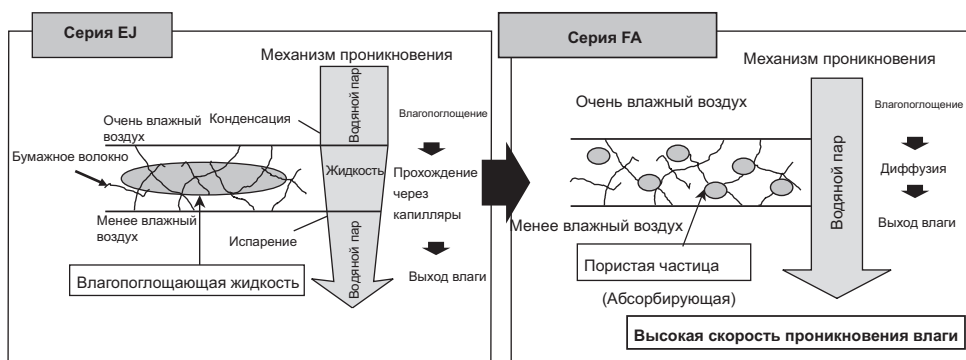 Серия EJ
Механизм проникновения
Водяной пар
Очень влажный
воздух
Конденсация
Влагопоглощение
Бумажное волокно
Жидкость
Прохождение
через
капилляры
Менее влажный
воздух
Испарение
Водяной пар
Выход влаги
Влагопоглощающая жидкость
Серия FA
Механизм проникновения
Очень влажный воздух
Влагопоглощение
Водяной пар
Диффузия
Менее влажный воздух
Выход влаги
Пористая частица
(Абсорбирующая)
Высокая скорость проникновения влаги